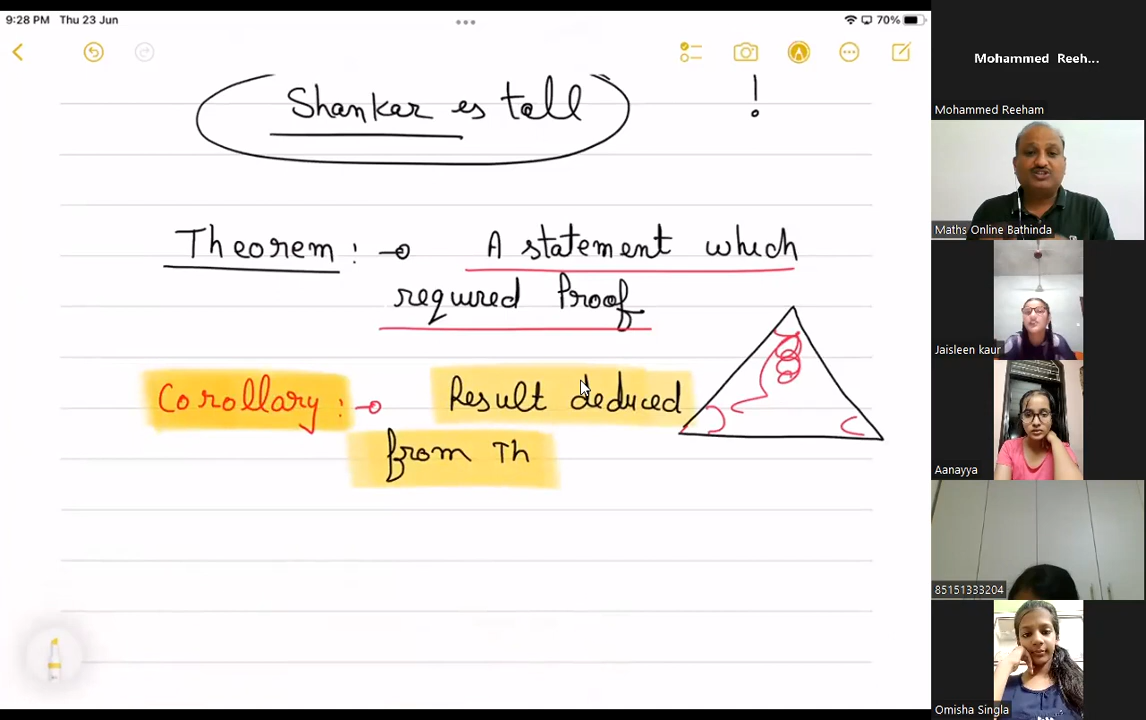 9:28 PM Thu 23 Jun
70%
Shankar is tall !
Theorem : A statement which
required Proof
Corollary : Result deduced
from Th
Mohammed Reeh...
Mohammed Reeham
Maths Online Bathinda
Jaisleen kaur
Aanayya
85151333204
Omisha Singla